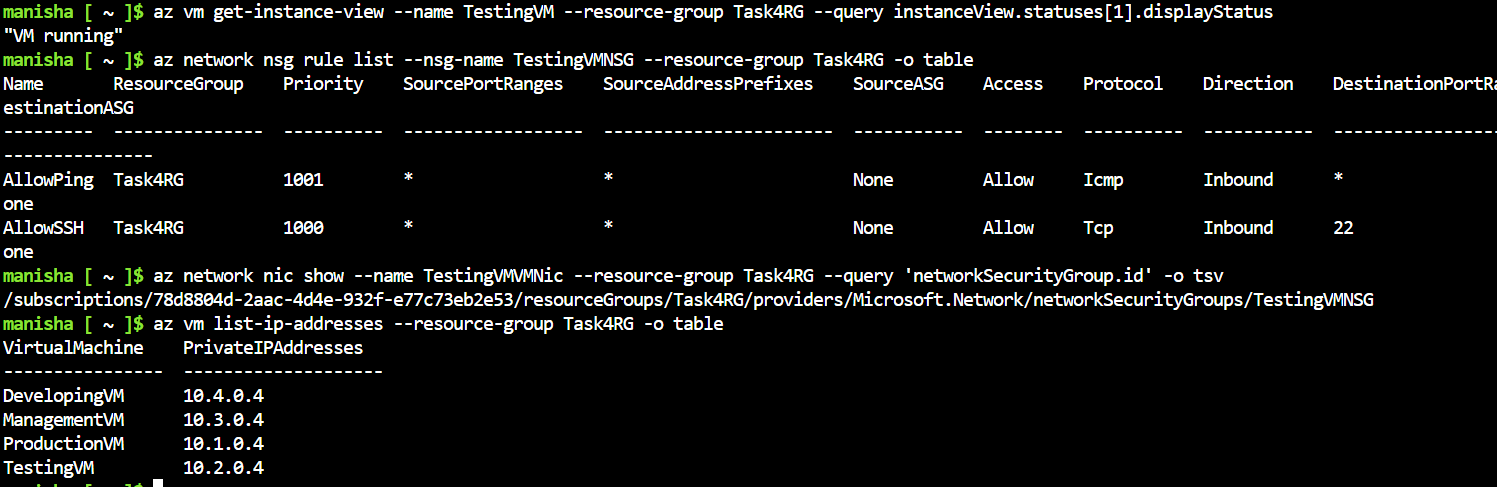 manisha [ ~ ]$ az vm get-instance-view --name TestingVM --resource-group Task4RG --query instanceView.statuses[1].displayStatus
"VM running"
manisha [ ~ ]$ az network nsg rule list --nsg-name TestingVMNSG --resource-group Task4RG -o table
Name       ResourceGroup    Priority    SourcePortRanges    SourceAddressPrefixes    SourceASG    Access    Protocol    Direction    DestinationPortRa
estinationASG
---------  ---------------  ----------  ------------------  -----------------------  -----------  --------  ----------  -----------  -----------------
---------------
AllowPing  Task4RG          1001        *                   *                        None         Allow     Icmp        Inbound      *
one
AllowSSH   Task4RG          1000        *                   *                        None         Allow     Tcp         Inbound      22
one
manisha [ ~ ]$ az network nic show --name TestingVMVMNic --resource-group Task4RG --query 'networkSecurityGroup.id' -o tsv
/subscriptions/78d8804d-2aac-4d4e-932f-e77c73eb2e53/resourceGroups/Task4RG/providers/Microsoft.Network/networkSecurityGroups/TestingVMNSG
manisha [ ~ ]$ az vm list-ip-addresses --resource-group Task4RG -o table
VirtualMachine    PrivateIPAddresses
----------------  --------------------
DevelopingVM      10.4.0.4
ManagementVM      10.3.0.4
ProductionVM      10.1.0.4
TestingVM         10.2.0.4
manisha [ ~ ]$